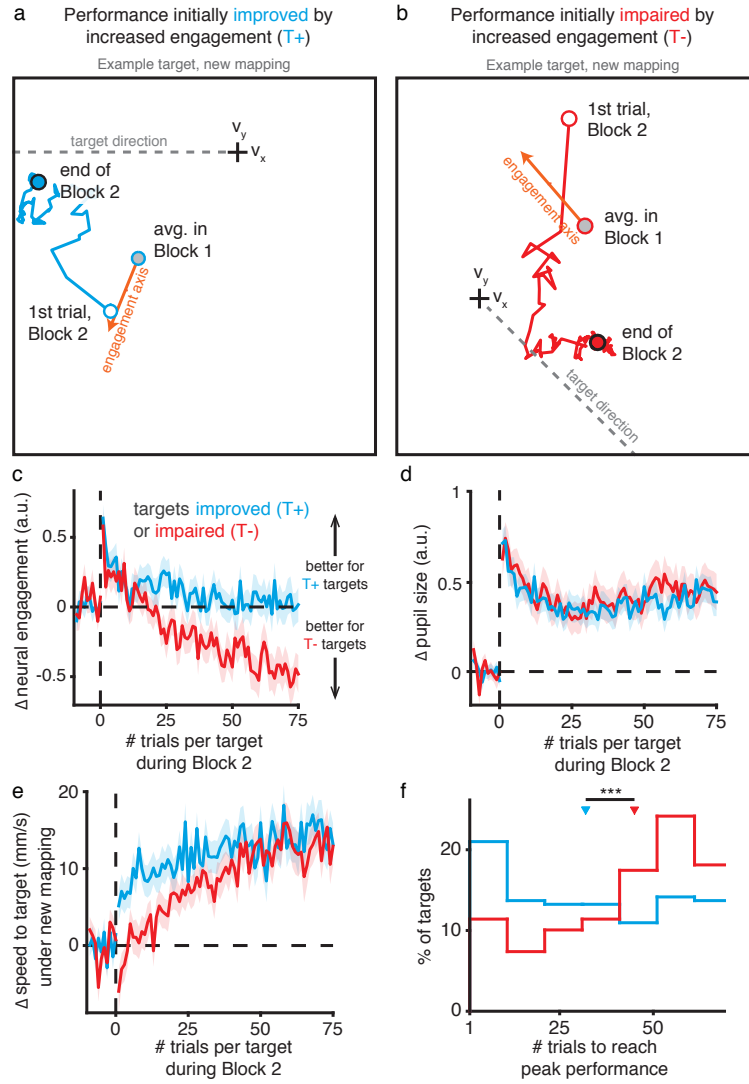 a
Performance initially improved by
increased engagement (T+)
Example target, new mapping
target direction
vy
vx
end of
Block 2
avg. in
Block 1
1st trial,
Block 2
engagement axis
b
Performance initially impaired by
increased engagement (T-)
Example target, new mapping
1st trial,
Block 2
engagement axis
avg. in
Block 1
vy
vx
end of
Block 2
target direction
c
Δ neural engagement (a.u.)
0.5
0
-0.5
targets improved (T+)
or impaired (T-)
better for
T+ targets
better for
T- targets
0
25
50
75
# trials per target
during Block 2
d
Δ pupil size (a.u.)
1
0.5
0
0
25
50
75
# trials per target
during Block 2
e
Δ speed to target (mm/s)
under new mapping
20
10
0
0
25
50
75
# trials per target
during Block 2
f
% of targets
20
10
0
***
1
25
50
# trials to reach
peak performance